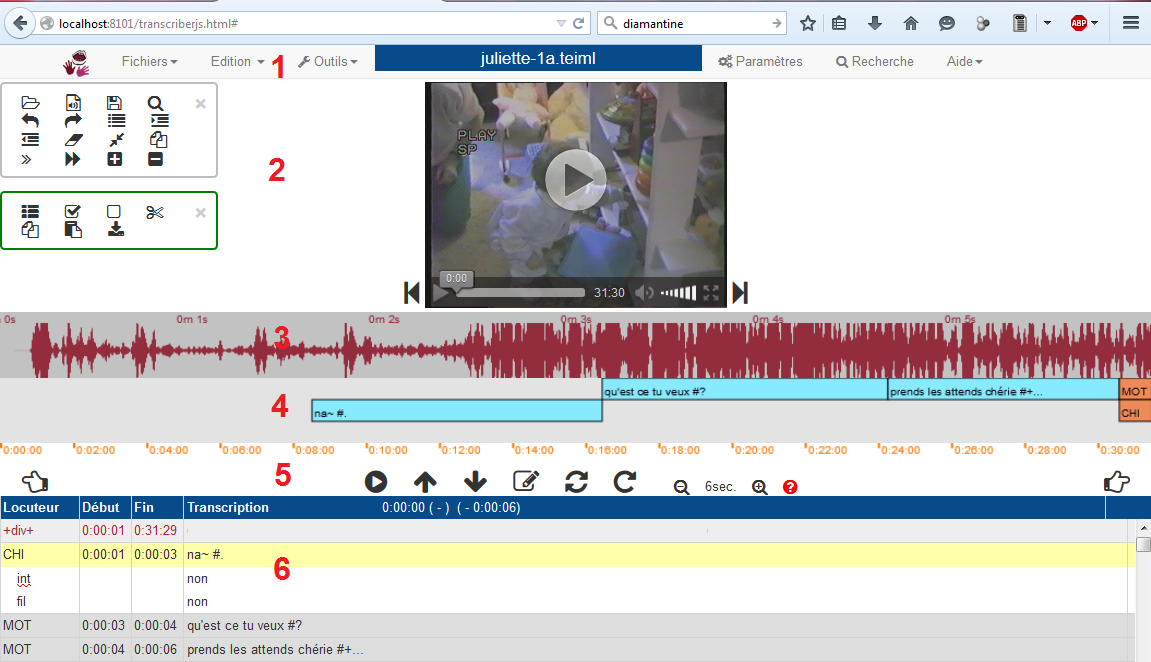 localhost:8101/transcriberjs.html#
diamantine
ABP
Fichiers
Edition
1
Outils
juliette-1a.teiml
Paramètres
Recherche
Aide
2
PLAY
SP
0:00
31:30
0s
0m 1s
0m 2s
3
0m 3s
0m 4s
0m 5s
qu'est ce tu veux #?
prends les attends chérie #+...
MOT
na~ #.
4
CHI
0:00:00
0:02:00
0:04:00
0:06:00
0:08:00
0:10:00
0:12:00
0:14:00
0:16:00
0:18:00
0:20:00
0:22:00
0:24:00
0:26:00
0:28:00
0:30:00
5
6sec.
?
Locuteur Début Fin Transcription 0:00:00 ( - ) ( - 0:00:06)
+div+ 0:00:01 0:31:29
CHI 0:00:01 0:00:03 na~ #.
6
int non
fil non
MOT 0:00:03 0:00:04 qu'est ce tu veux #?
MOT 0:00:04 0:00:06 prends les attends chérie #+...